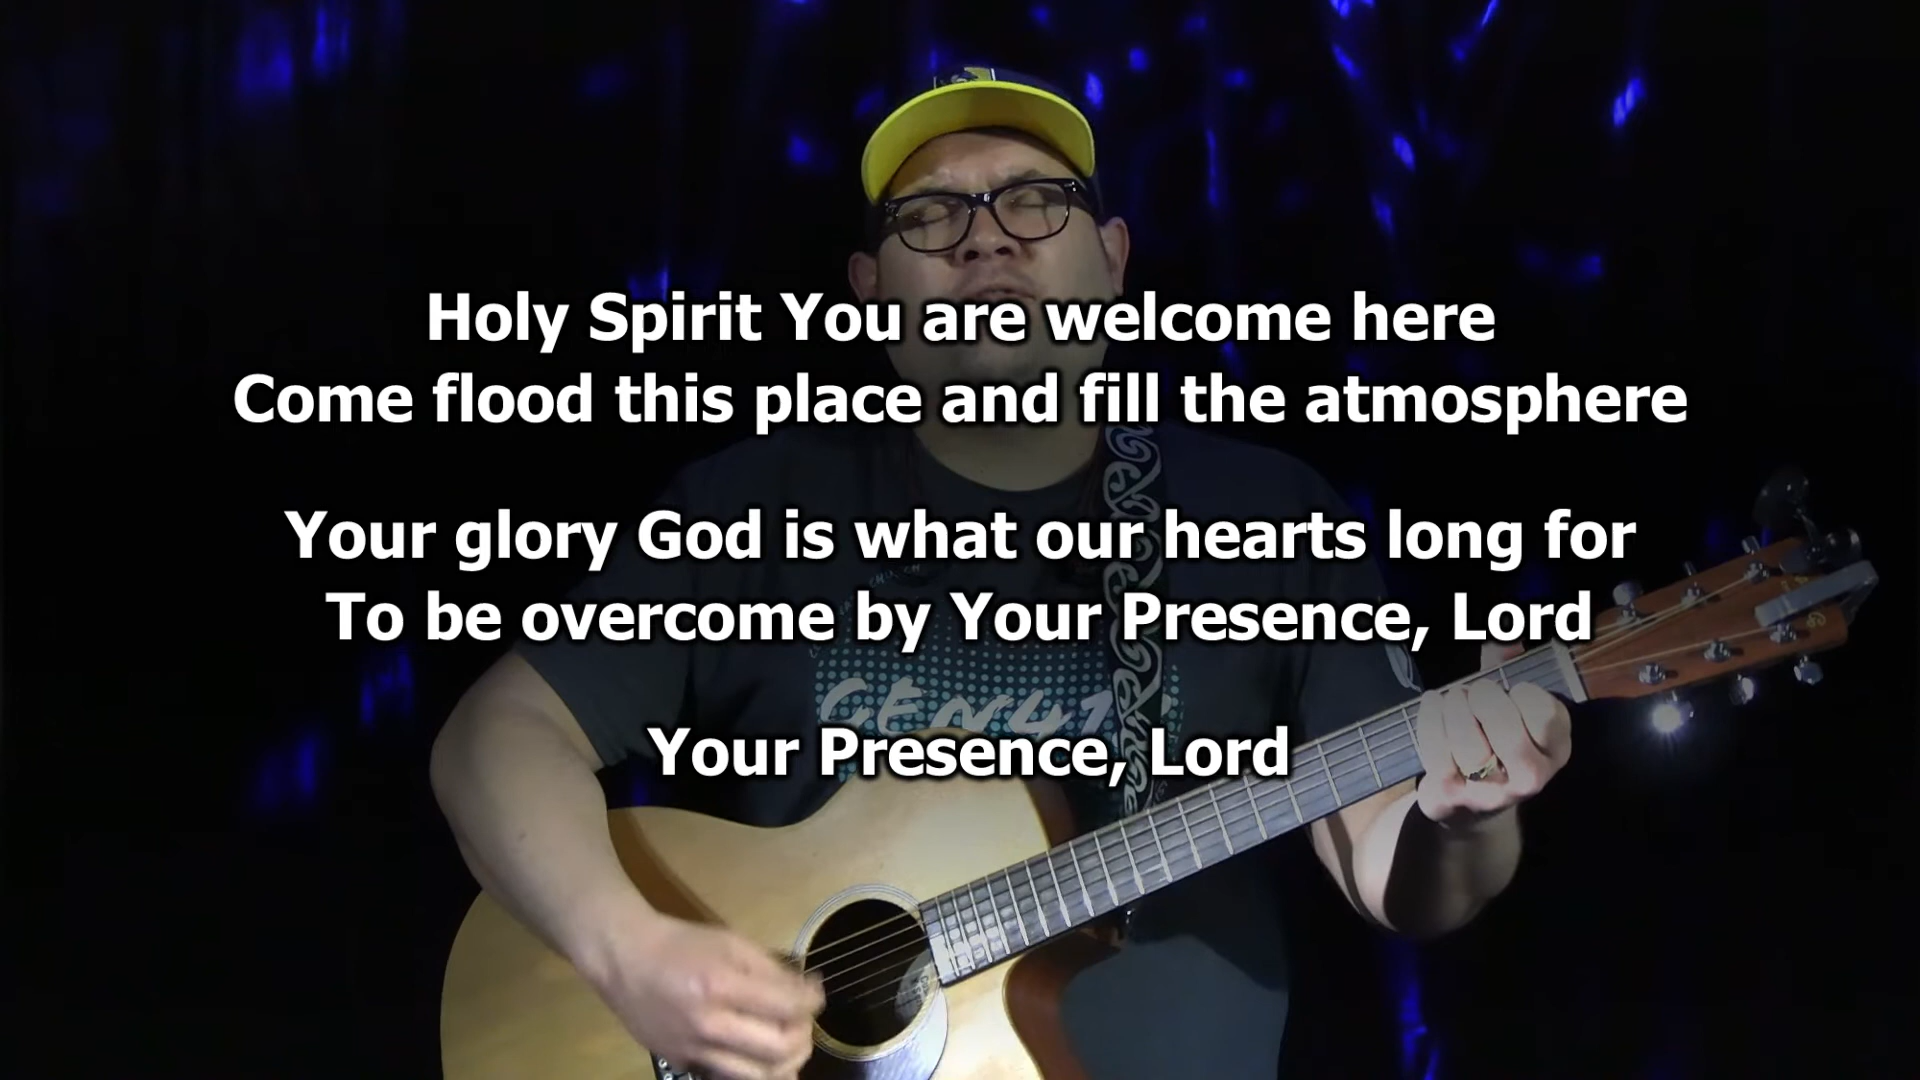 Holy Spirit You are welcome here
Come flood this place and fill the atmosphere
Your glory God is what our hearts long for
To be overcome by Your Presence, Lord
Your Presence, Lord